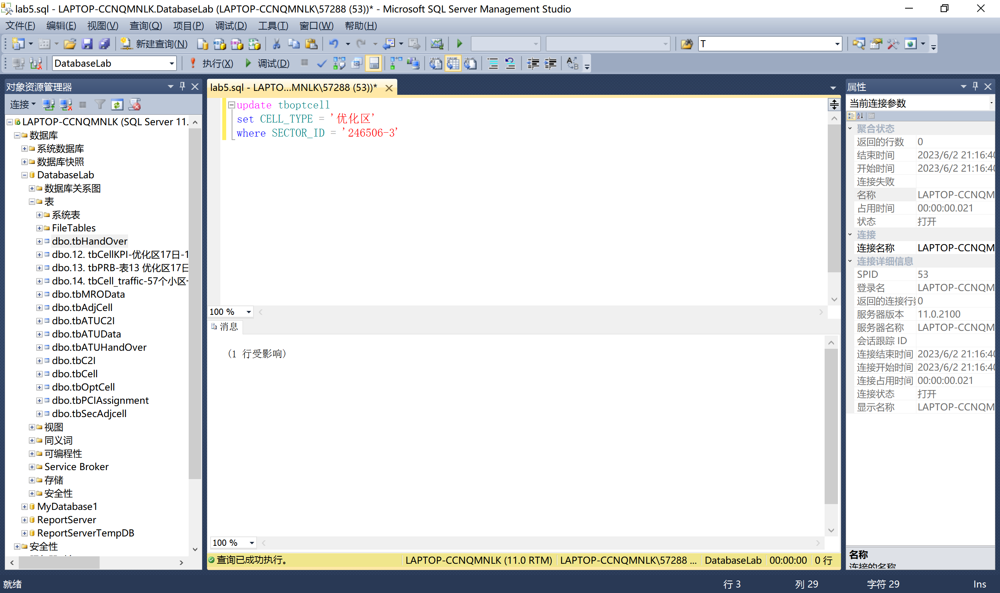 lab5.sql - LAPTOP-CCNQMNLK.DatabaseLab (LAPTOP-CCNQMNLK\57288 (53))* - Microsoft SQL Server Management Studio
文件(F) 编辑(E) 视图(V) 查询(Q) 项目(P) 调试(D) 工具(T) 窗口(W) 帮助(H)
新建查询(N) T
DatabaseLab 执行(X) 调试(D)
对象资源管理器
连接
LAPTOP-CCNQMNLK (SQL Server 11.
数据库
系统数据库
数据库快照
DatabaseLab
数据库关系图
表
系统表
FileTables
dbo.tbHandOver
dbo.12. tbCellKPI-优化区17日-1
dbo.13. tbPRB-表13 优化区17日
dbo.14. tbCell_traffic-57个小区-
dbo.tbMROData
dbo.tbAdjCell
dbo.tbATUC2I
dbo.tbATUData
dbo.tbATUHandOver
dbo.tbC2I
dbo.tbCell
dbo.tbOptCell
dbo.tbPCIAssignment
dbo.tbSecAdjcell
视图
同义词
可编程性
Service Broker
存储
安全性
MyDatabase1
ReportServer
ReportServerTempDB
安全性
lab5.sql - LAPTO...MNLK\57288 (53))*
update tboptcell
set CELL_TYPE = '优化区'
where SECTOR_ID = '246506-3'
100 %
消息
(1 行受影响)
100 %
查询已成功执行。 LAPTOP-CCNQMNLK (11.0 RTM) LAPTOP-CCNQMNLK\57288 ... DatabaseLab 00:00:00 0 行
属性
当前连接参数
聚合状态
返回的行数 0
结束时间 2023/6/2 21:16:40
开始时间 2023/6/2 21:16:40
连接失败
名称 LAPTOP-CCNQM
占用时间 00:00:00.021
状态 打开
连接
连接名称 LAPTOP-CCNQM
连接详细信息
SPID 53
登录名 LAPTOP-CCNQM
返回的连接行数 0
服务器版本 11.0.2100
服务器名称 LAPTOP-CCNQM
会话跟踪 ID
连接结束时间 2023/6/2 21:16:40
连接开始时间 2023/6/2 21:16:40
连接占用时间 00:00:00.021
连接状态 打开
显示名称 LAPTOP-CCNQM
名称
连接的名称
就绪 行 3 列 29 字符 29 Ins